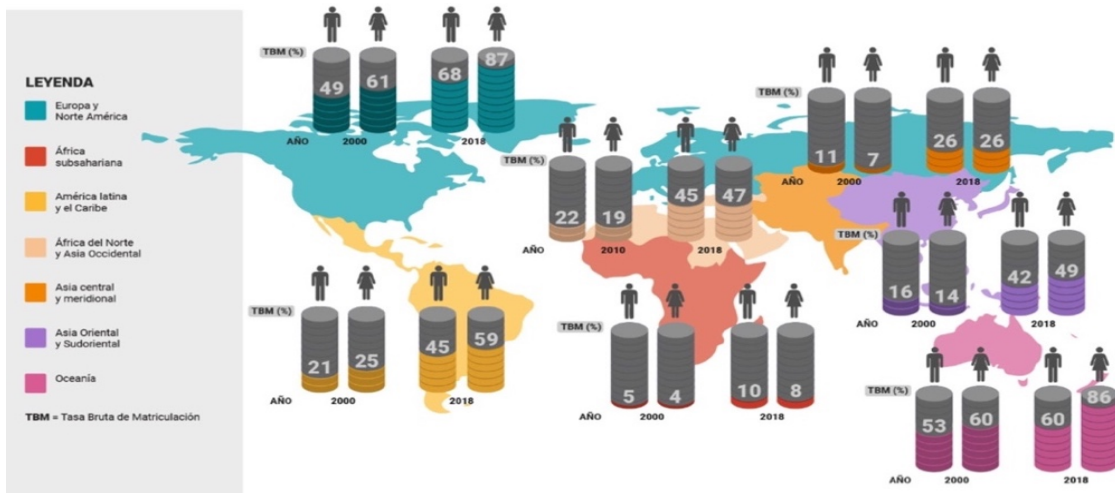 LEYENDA
Europa y
Norte América
África
subsahariana
América latina
y el Caribe
África del Norte
y Asia Occidental
Asia central
y meridional
Asia Oriental
y Sudoriental
Oceanía
TBM = Tasa Bruta de Matriculación
TBM (%)
49 61 68 87
AÑO 2000 2018
TBM (%)
11 7 26 26
AÑO 2000 2018
TBM (%)
22 19 45 47
AÑO 2010 2018
TBM (%)
16 14 42 49
AÑO 2000 2018
TBM (%)
21 25 45 59
AÑO 2000 2018
TBM (%)
5 4 10 8
AÑO 2000 2018
TBM (%)
53 60 60 86
AÑO 2000 2018